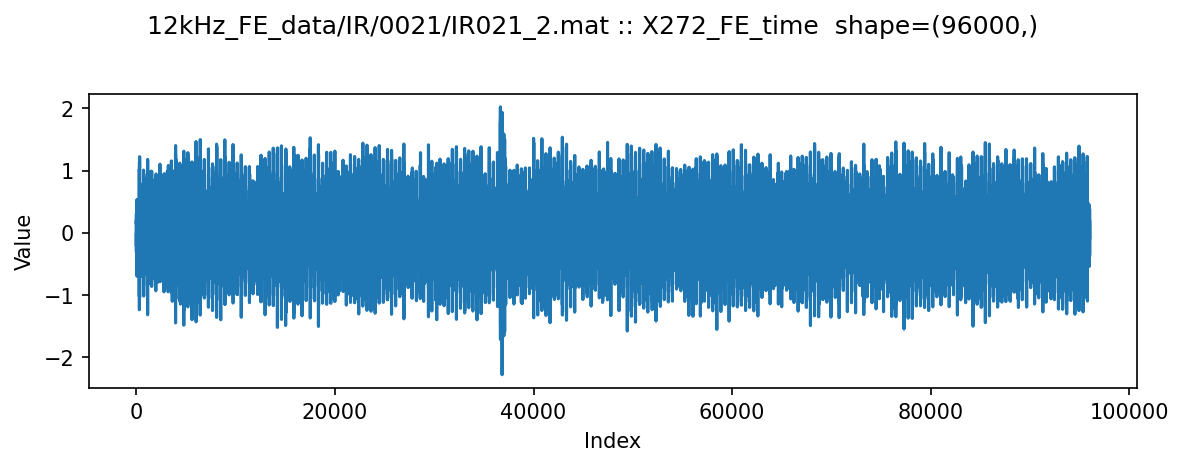 12kHz_FE_data/IR/0021/IR021_2.mat :: X272_FE_time  shape=(96000,)
2
1
0
−1
−2
Value
0 20000 40000 60000 80000 100000
Index